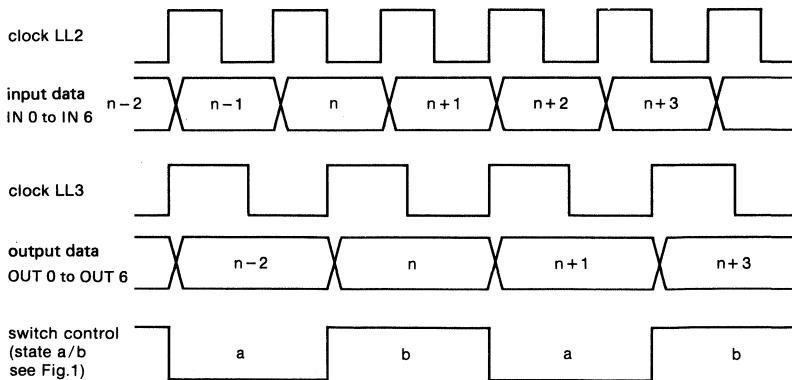 clock LL2
input data
IN 0 to IN 6
n−2 n−1 n n+1 n+2 n+3
clock LL3
output data
OUT 0 to OUT 6
n−2 n n+1 n+3
switch control
(state a/b
see Fig.1)
a b a b